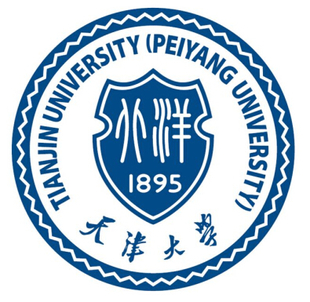 TIANJIN UNIVERSITY (PEIYANG UNIVERSITY)
北洋
1895
天津大学